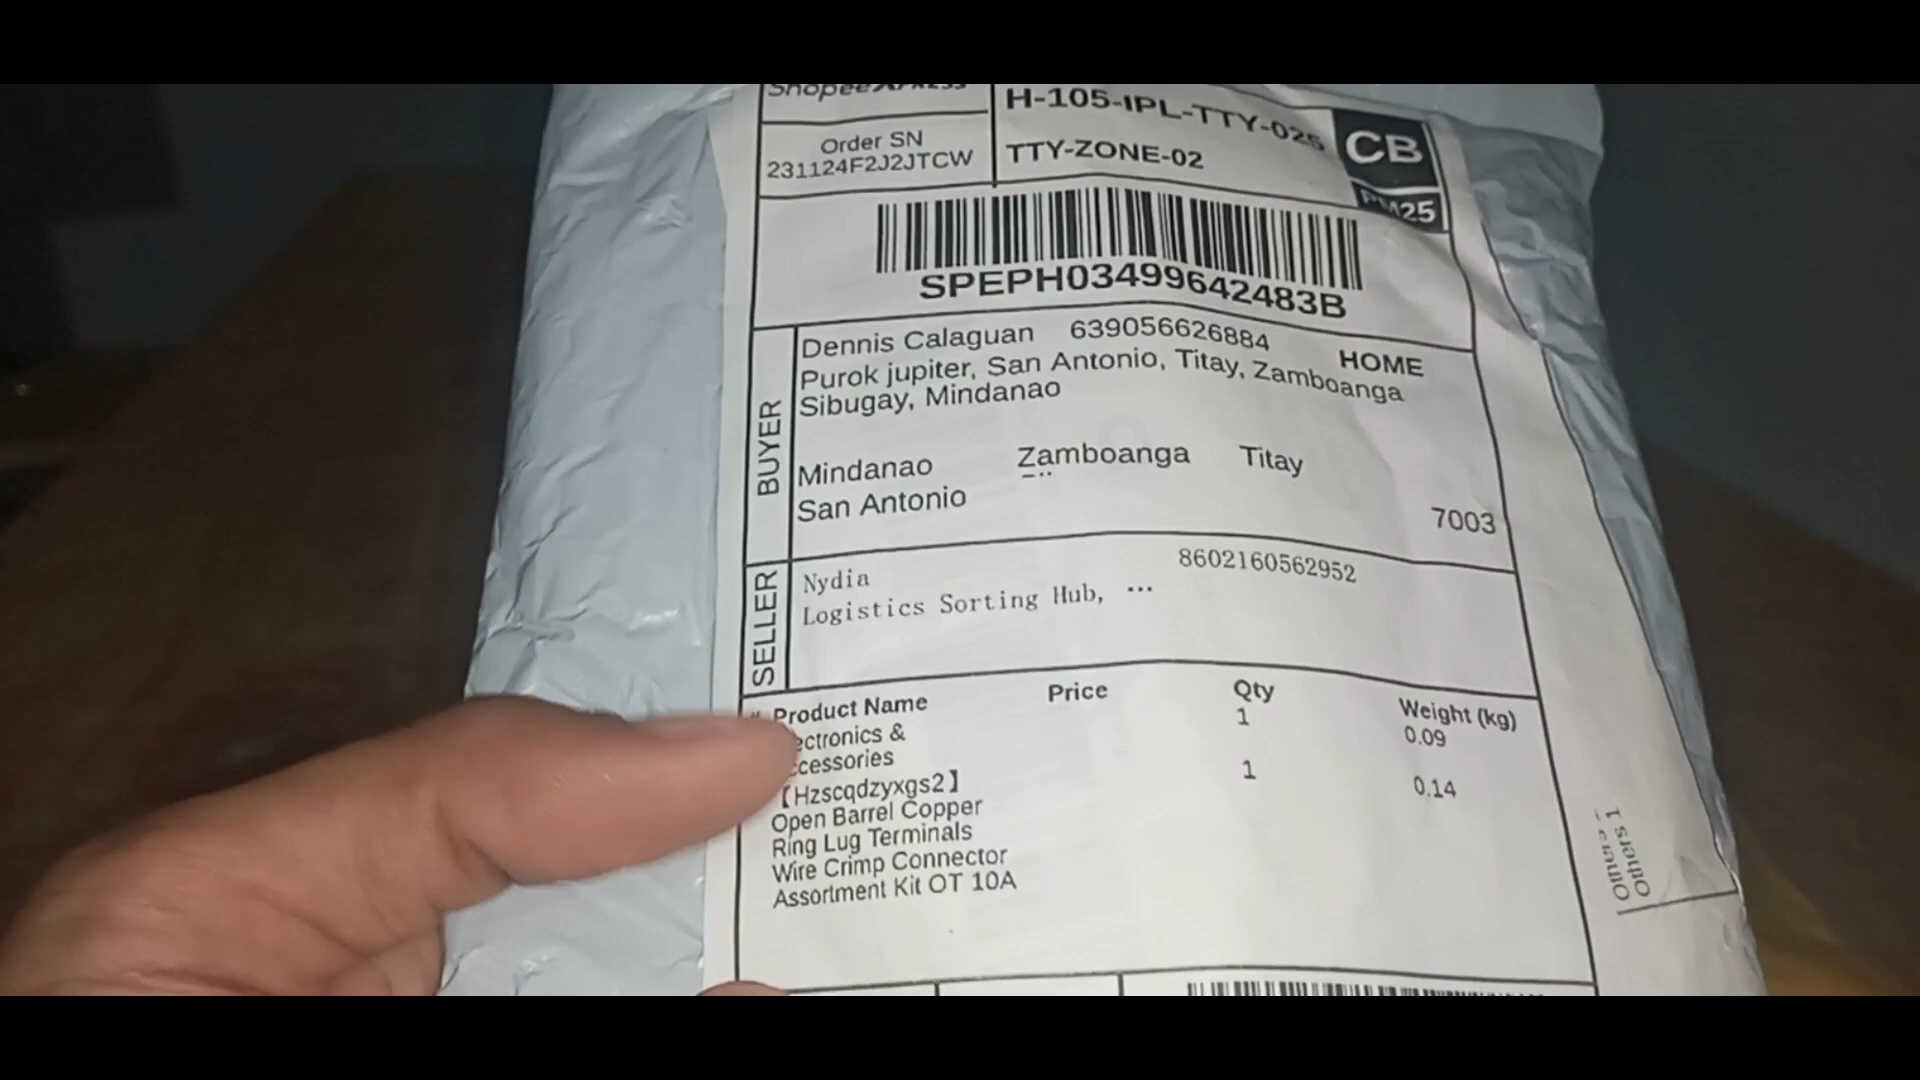 Shopee XPRESS
H-105-IPL-TTY-025
Order SN
231124F2J2JTCW
TTY-ZONE-02
CB
PM25
SPEPH03499642483B
BUYER
Dennis Calaguan 639056626884 HOME
Purok jupiter, San Antonio, Titay, Zamboanga
Sibugay, Mindanao
Mindanao Zamboanga Titay
San Antonio
7003
SELLER
Nydia 8602160562952
Logistics Sorting Hub, ...
Product Name Price Qty Weight (kg)
ectronics & 1 0.09
ccessories
【Hzscqdzyxgs2】 1 0.14
Open Barrel Copper
Ring Lug Terminals
Wire Crimp Connector
Assortment Kit OT 10A
Others 1